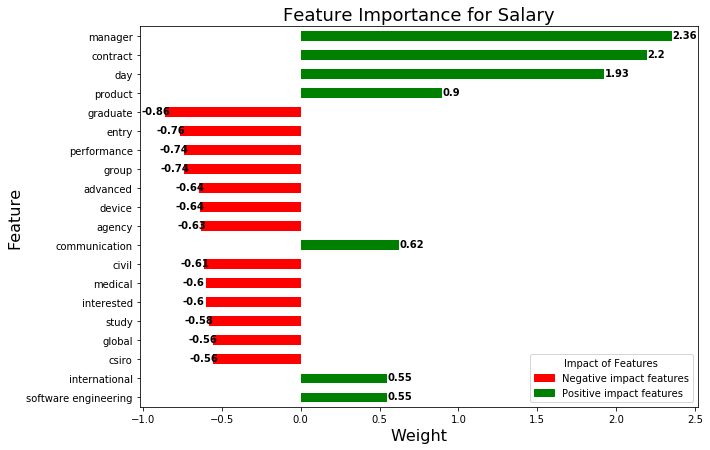 Feature Importance for Salary
manager 2.36
contract 2.2
day 1.93
product 0.9
graduate -0.86
entry -0.76
performance -0.74
group -0.74
advanced -0.64
device -0.64
agency -0.63
communication 0.62
civil -0.61
medical -0.6
interested -0.6
study -0.58
global -0.56
csiro -0.56
international 0.55
software engineering 0.55
Feature
Impact of Features
Negative impact features
Positive impact features
−1.0 −0.5 0.0 0.5 1.0 1.5 2.0 2.5
Weight